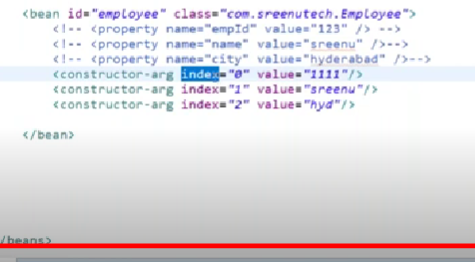 <bean id="employee" class="com.sreenutech.Employee">
<!-- <property name="empId" value="123" /> -->
<!-- <property name="name" value="sreenu" />-->
<!-- <property name="city" value="hyderabad" />-->
<constructor-arg index="0" value="1111"/>
<constructor-arg index="1" value="sreenu"/>
<constructor-arg index="2" value="hyd"/>
</bean>
/beans>